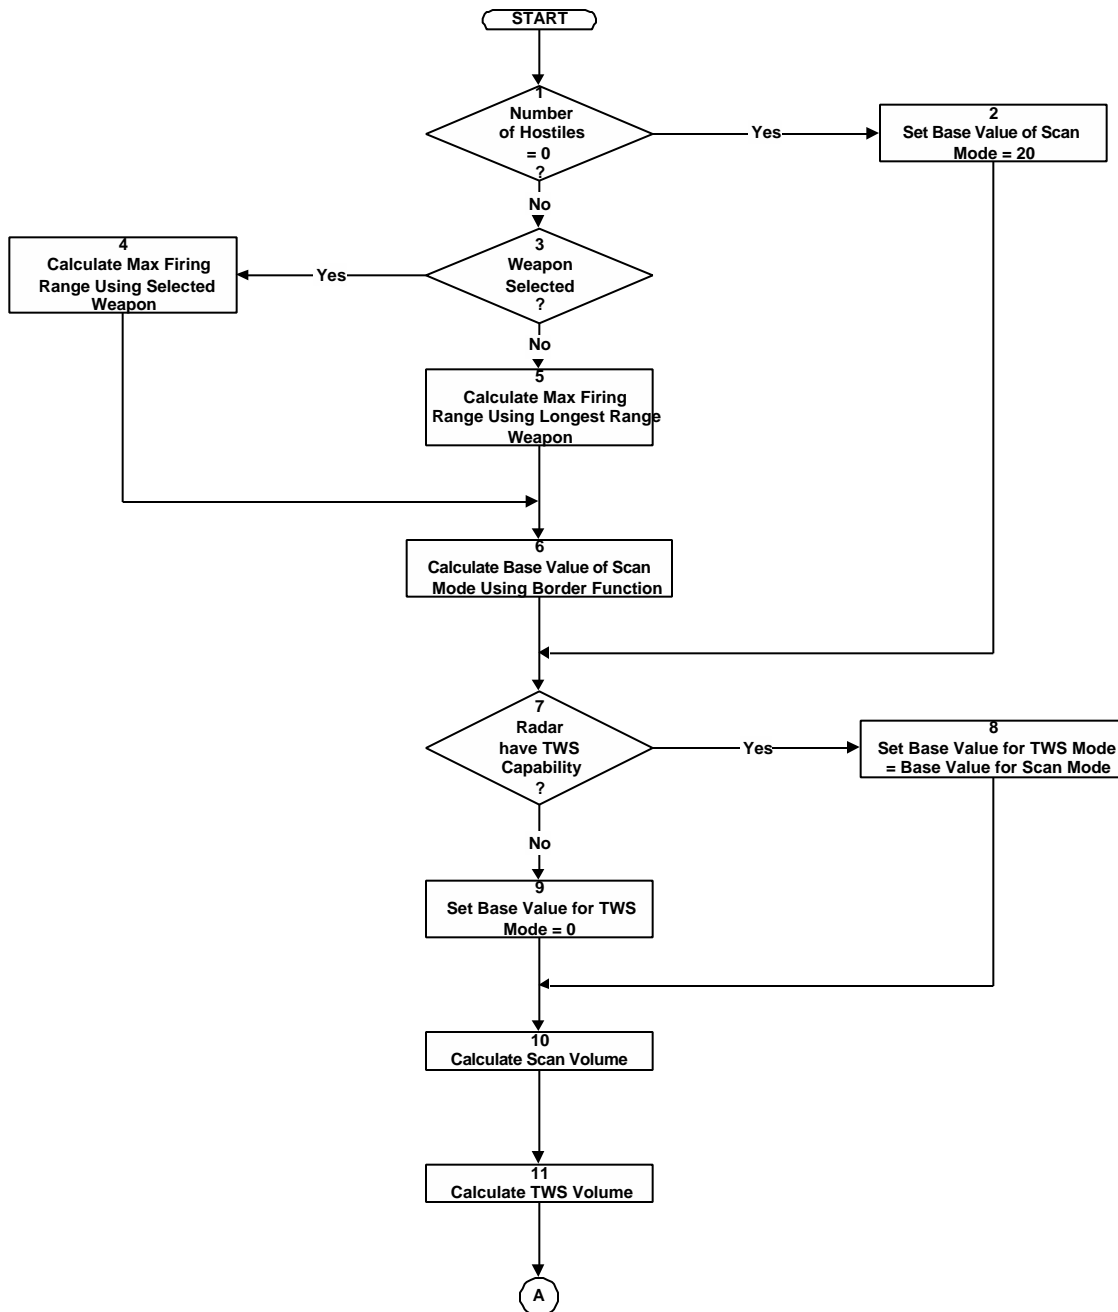 START
1
Number
of Hostiles
= 0
?
Yes
2
Set Base Value of Scan
Mode = 20
No
3
Weapon
Selected
?
Yes
4
Calculate Max Firing
Range Using Selected
Weapon
No
5
Calculate Max Firing
Range Using Longest Range
Weapon
6
Calculate Base Value of Scan
Mode Using Border Function
7
Radar
have TWS
Capability
?
Yes
8
Set Base Value for TWS Mode
= Base Value for Scan Mode
No
9
Set Base Value for TWS
Mode = 0
10
Calculate Scan Volume
11
Calculate TWS Volume
A